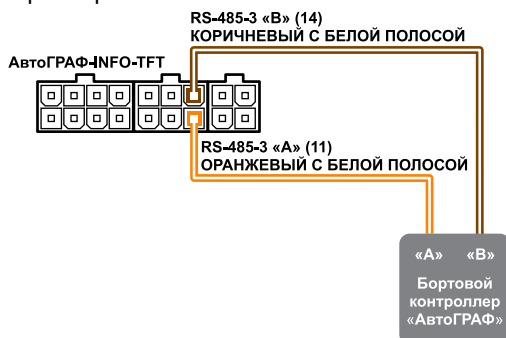 RS-485-3 «B» (14)
КОРИЧНЕВЫЙ С БЕЛОЙ ПОЛОСОЙ
АвтоГРАФ-INFO-TFT
RS-485-3 «A» (11)
ОРАНЖЕВЫЙ С БЕЛОЙ ПОЛОСОЙ
«A» «B»
Бортовой
контроллер
«АвтоГРАФ»